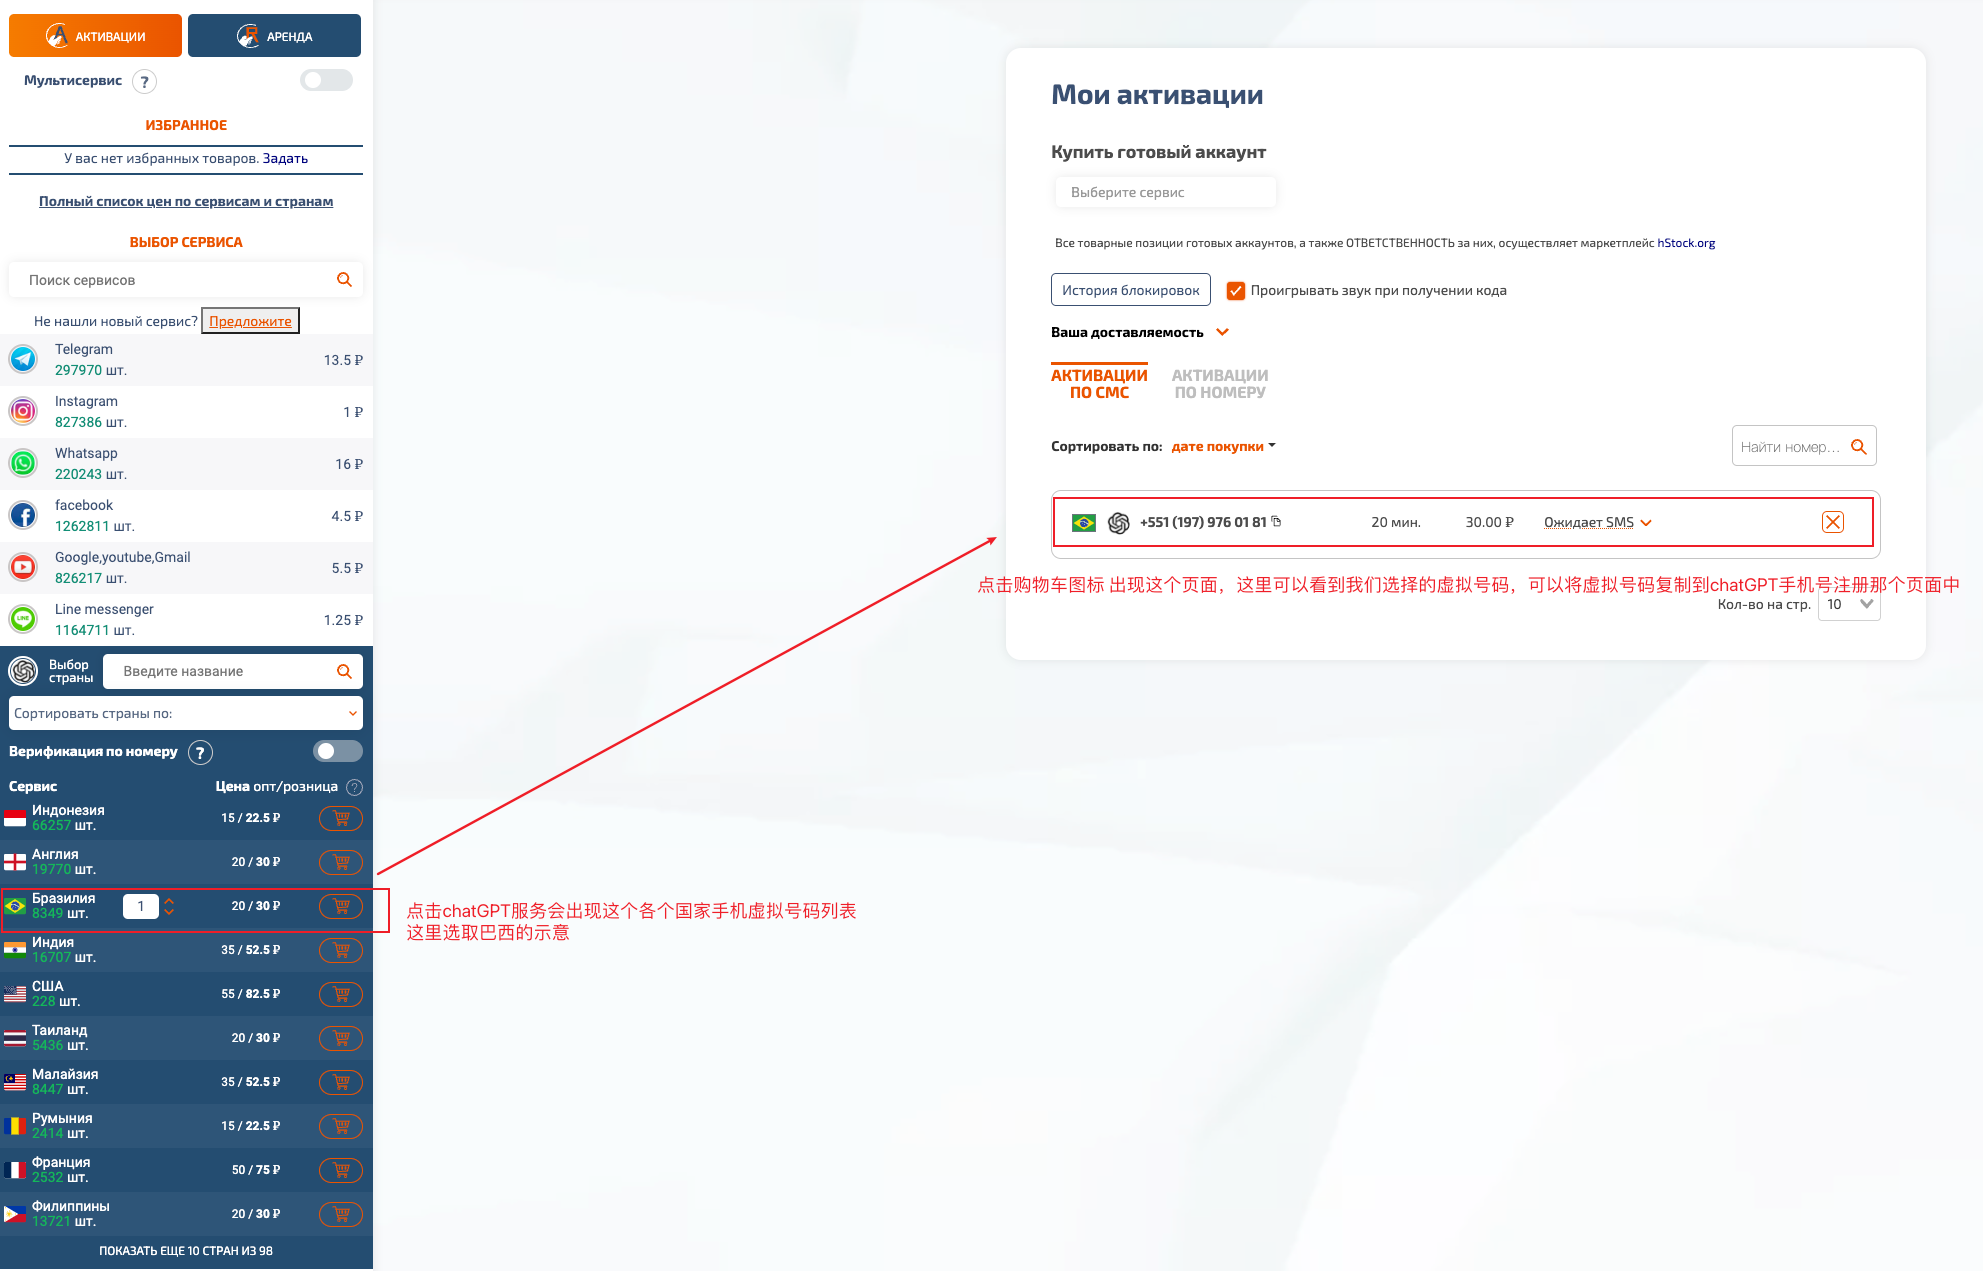 АКТИВАЦИИ
АРЕНДА
Мультисервис ?
ИЗБРАННОЕ
У вас нет избранных товаров. Задать
Полный список цен по сервисам и странам
ВЫБОР СЕРВИСА
Поиск сервисов
Не нашли новый сервис? Предложите
Telegram
297970 шт.
13.5 ₽
Instagram
827386 шт.
1 ₽
Whatsapp
220243 шт.
16 ₽
facebook
1262811 шт.
4.5 ₽
Google,youtube,Gmail
826217 шт.
5.5 ₽
Line messenger
1164711 шт.
1.25 ₽
Выбор
страны
Введите название
Сортировать страны по:
Верификация по номеру ?
Сервис
Цена опт/розница ?
Индонезия
66257 шт.
15 / 22.5 ₽
Англия
19770 шт.
20 / 30 ₽
Бразилия
8349 шт.
1
20 / 30 ₽
Индия
16707 шт.
35 / 52.5 ₽
США
228 шт.
55 / 82.5 ₽
Таиланд
5436 шт.
20 / 30 ₽
Малайзия
8447 шт.
35 / 52.5 ₽
Румыния
2414 шт.
15 / 22.5 ₽
Франция
2532 шт.
50 / 75 ₽
Филиппины
13721 шт.
20 / 30 ₽
ПОКАЗАТЬ ЕЩЕ 10 СТРАН ИЗ 98
点击chatGPT服务会出现这个各个国家手机虚拟号码列表
这里选取巴西的示意
Мои активации
Купить готовый аккаунт
Выберите сервис
Все товарные позиции готовых аккаунтов, а также ОТВЕТСТВЕННОСТЬ за них, осуществляет маркетплейс hStock.org
История блокировок
Проигрывать звук при получении кода
Ваша доставляемость
АКТИВАЦИИ
ПО СМС
АКТИВАЦИИ
ПО НОМЕРУ
Сортировать по: дате покупки
Найти номер...
+551 (197) 976 01 81
20 мин.
30.00 ₽
Ожидает SMS
点击购物车图标 出现这个页面，这里可以看到我们选择的虚拟号码，可以将虚拟号码复制到chatGPT手机号注册那个页面中
Кол-во на стр. 10